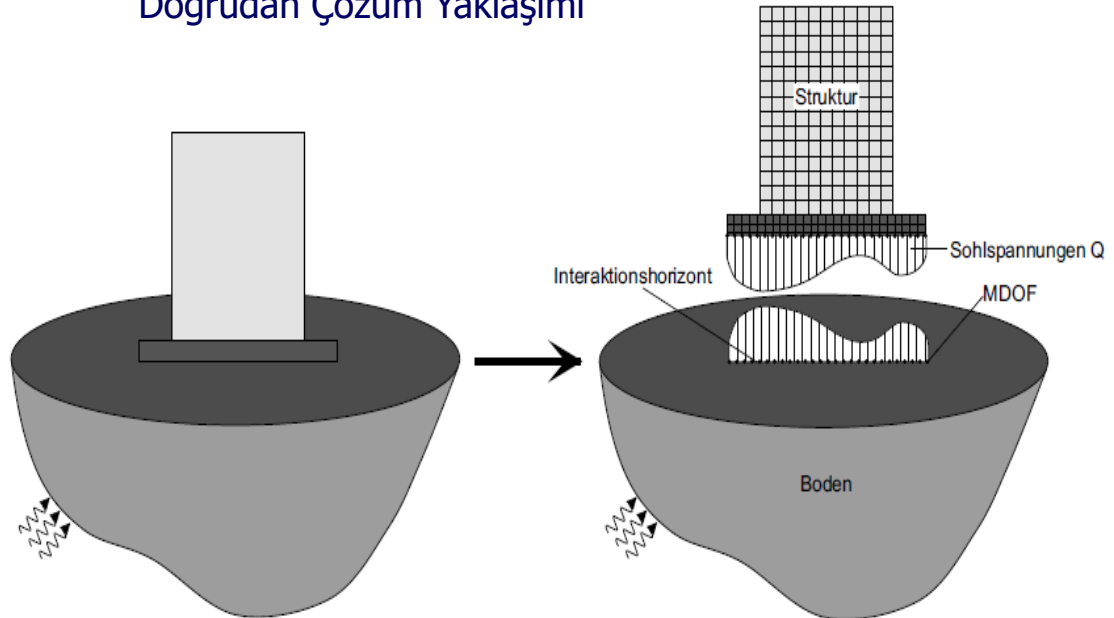 Doğrudan Çözüm Yaklaşımı
Struktur
Sohlspannungen Q
Interaktionshorizont
MDOF
Boden